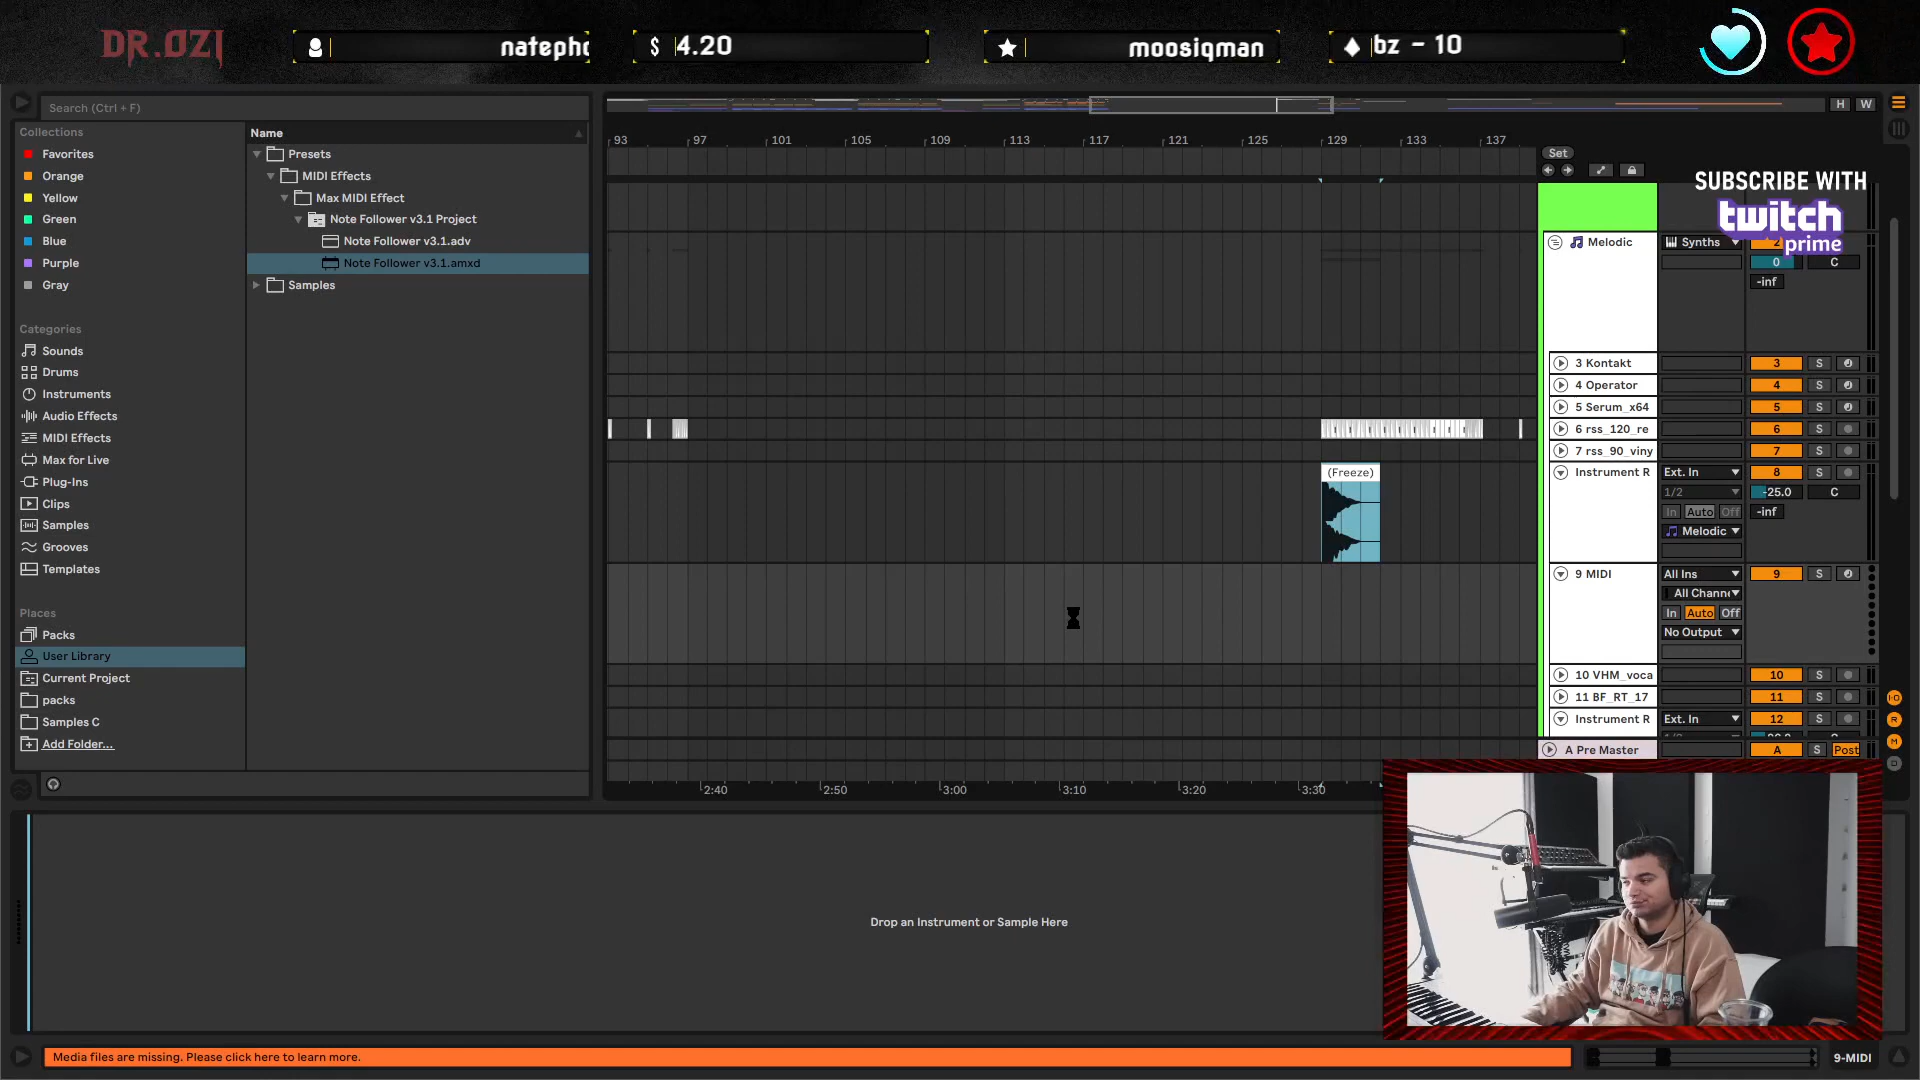 DR.OZI
natepho
$ 4.20
moosiqman
bz - 10
Search (Ctrl + F)
H W
Collections
Favorites
Orange
Yellow
Green
Blue
Purple
Gray
Categories
Sounds
Drums
Instruments
Audio Effects
MIDI Effects
Max for Live
Plug-Ins
Clips
Samples
Grooves
Templates
Places
Packs
User Library
Current Project
packs
Samples C
Add Folder...
Name
Presets
MIDI Effects
Max MIDI Effect
Note Follower v3.1 Project
Note Follower v3.1.adv
Note Follower v3.1.amxd
Samples
93 97 101 105 109 113 117 121 125 129 133 137
Set
SUBSCRIBE WITH
twitch
prime
Melodic Synths 2
0 C
-inf
3 Kontakt 3 S
4 Operator 4 S
5 Serum_x64 5 S
6 rss_120_re 6 S
7 rss_90_viny 7 S
(Freeze)
Instrument R Ext. In 8 S
1/2 -25.0 C
In Auto Off -inf
Melodic
9 MIDI All Ins 9 S
All Chann
In Auto Off
No Output
10 VHM_voca 10 S
11 BF_RT_17 11 S
Instrument R Ext. In 12 S
A Pre Master A S Post
I·O
R
M
D
2:40 2:50 3:00 3:10 3:20 3:30
Drop an Instrument or Sample Here
Media files are missing. Please click here to learn more.
9-MIDI